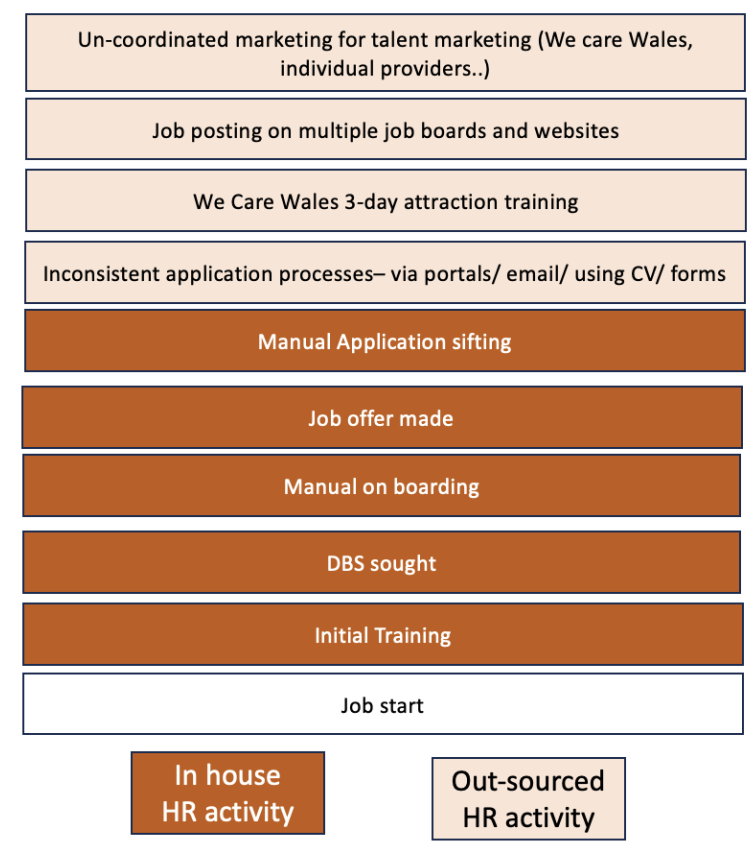 Un-coordinated marketing for talent marketing (We care Wales,
individual providers..)
Job posting on multiple job boards and websites
We Care Wales 3-day attraction training
Inconsistent application processes– via portals/ email/ using CV/ forms
Manual Application sifting
Job offer made
Manual on boarding
DBS sought
Initial Training
Job start
In house
HR activity
Out-sourced
HR activity